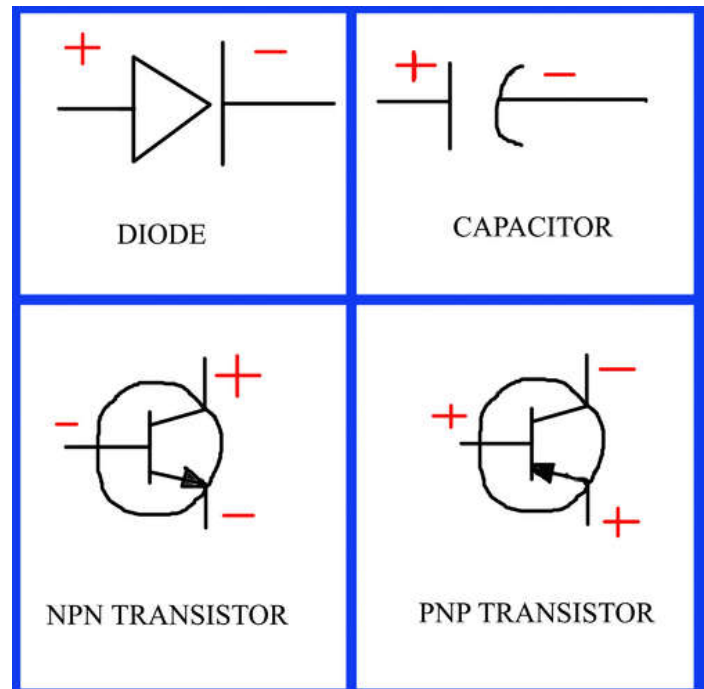 + −
DIODE
+ −
CAPACITOR
+
−
−
NPN TRANSISTOR
−
+
+
PNP TRANSISTOR